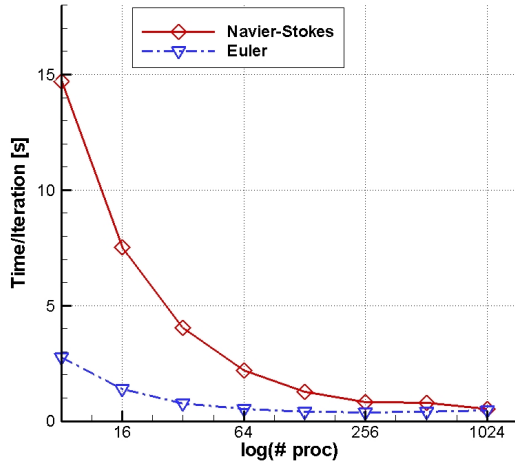 Navier-Stokes
Euler
Time/Iteration [s]
15
10
5
0
16
64
256
1024
log(# proc)